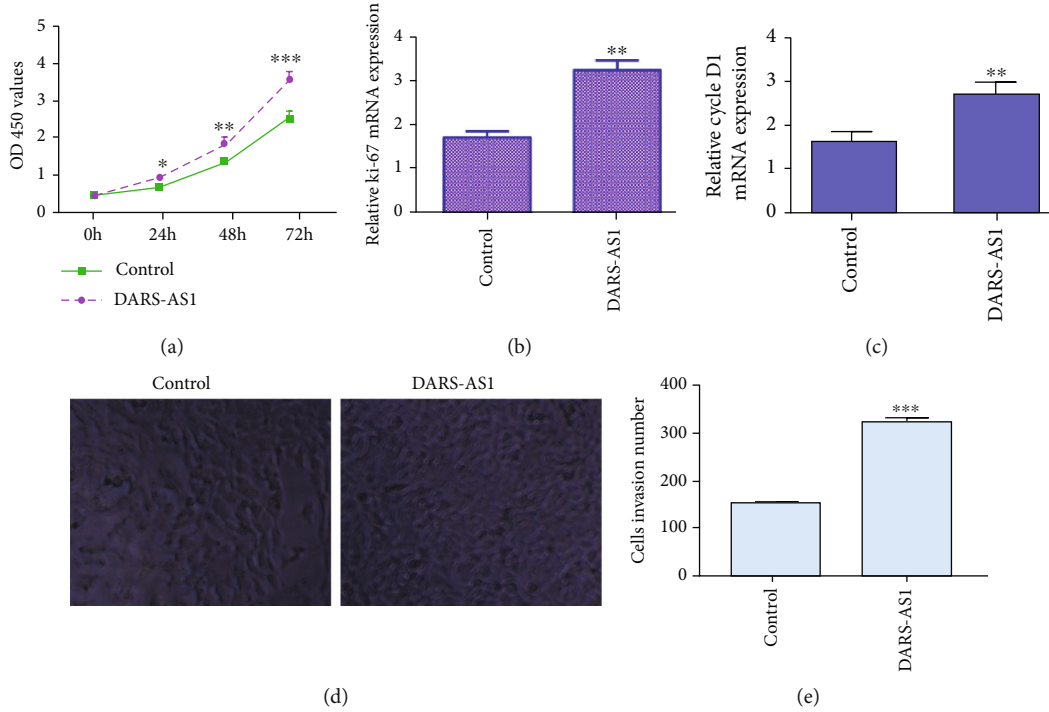 OD 450 values
5
4
3
2
1
0
*
**
***
0h
24h
48h
72h
Control
DARS-AS1
(a)
Relative ki-67 mRNA expression
4
3
2
1
0
**
Control
DARS-AS1
(b)
Relative cycle D1
mRNA expression
4
3
2
1
0
**
Control
DARS-AS1
(c)
Control
DARS-AS1
(d)
Cells invasion number
400
300
200
100
0
***
Control
DARS-AS1
(e)